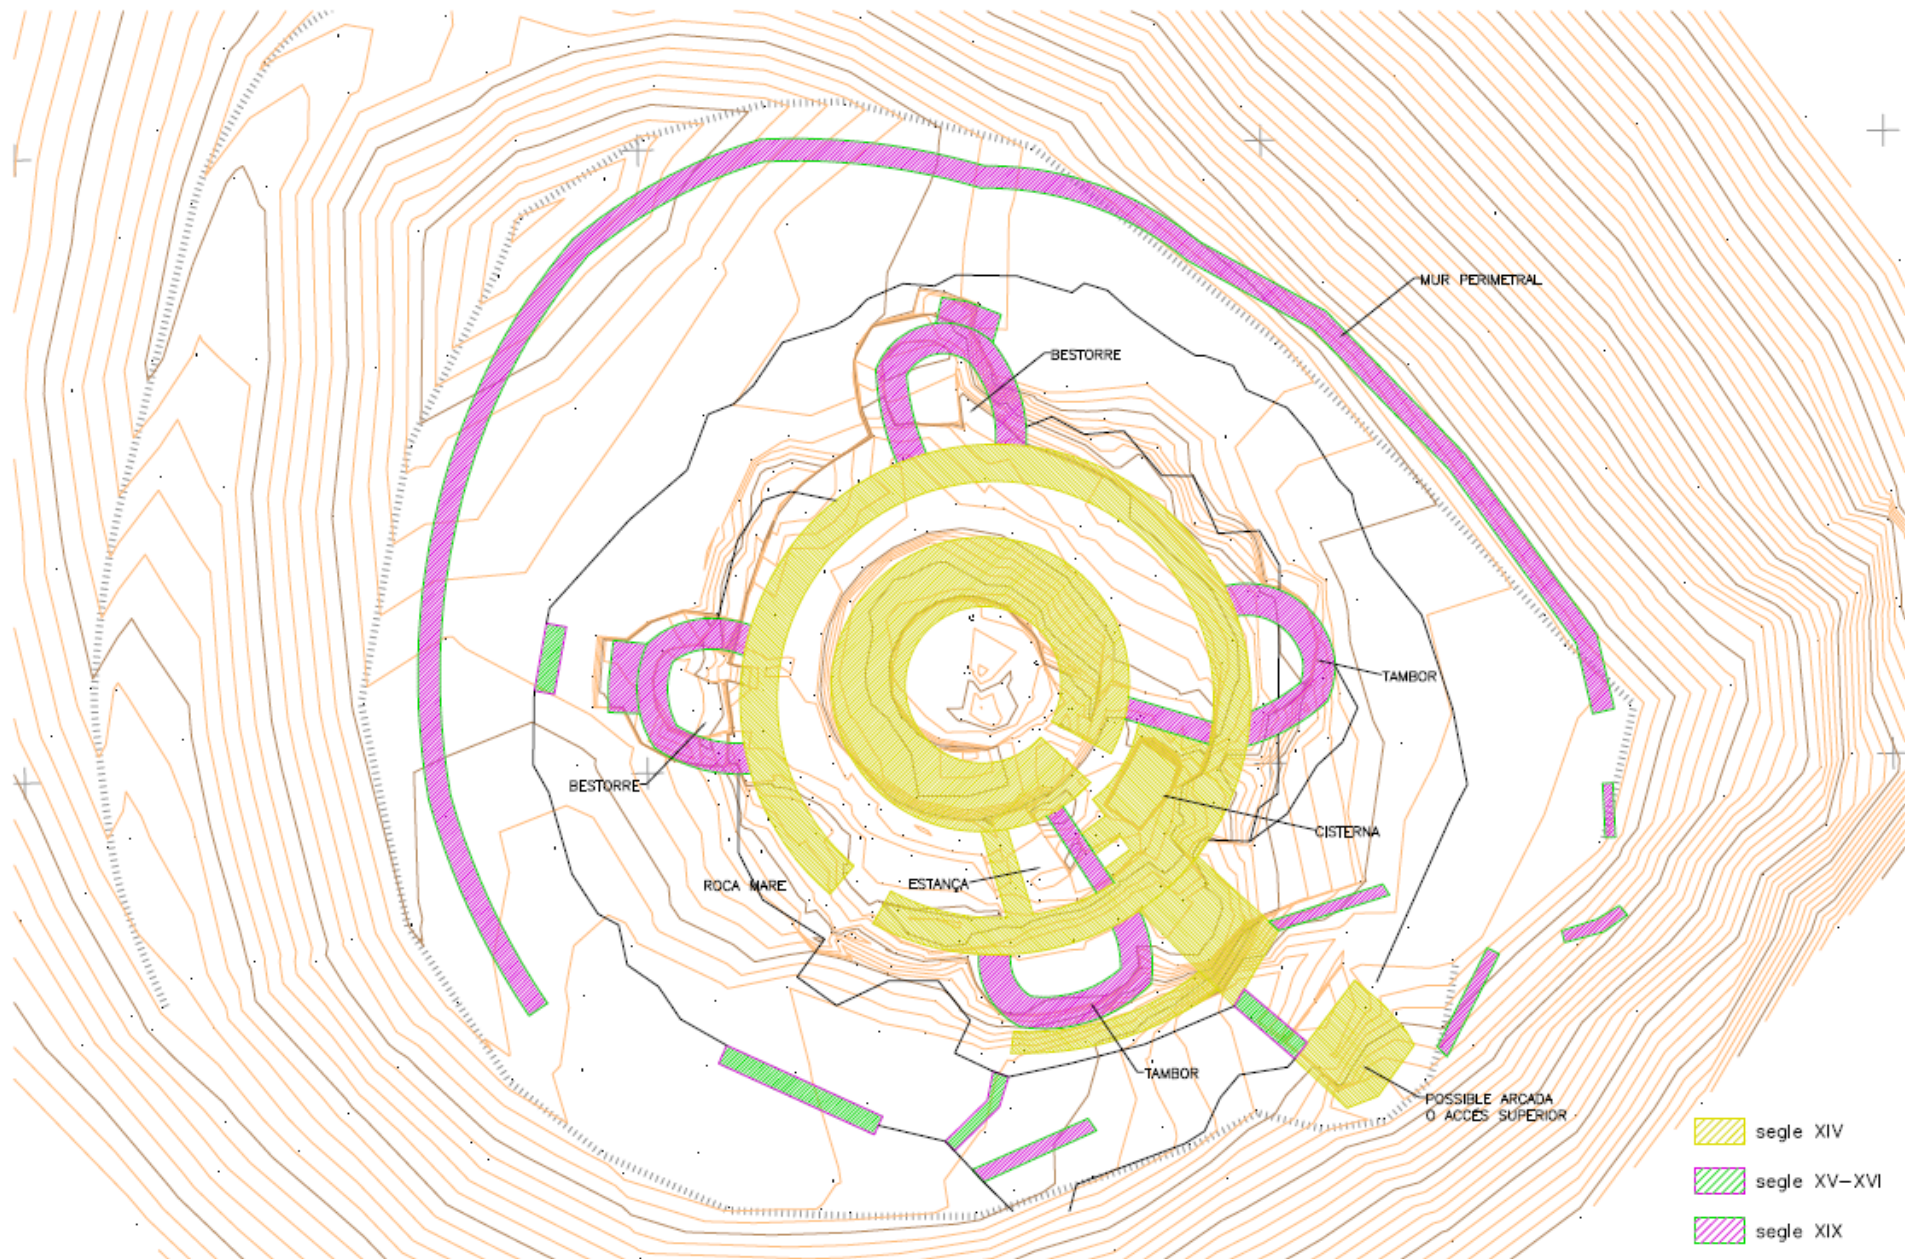 MUR PERIMETRAL
BESTORRE
TAMBOR
BESTORRE
CISTERNA
ROCA MARE
ESTANÇA
TAMBOR
POSSIBLE ARCADA
O ACCÉS SUPERIOR
segle XIV
segle XV-XVI
segle XIX